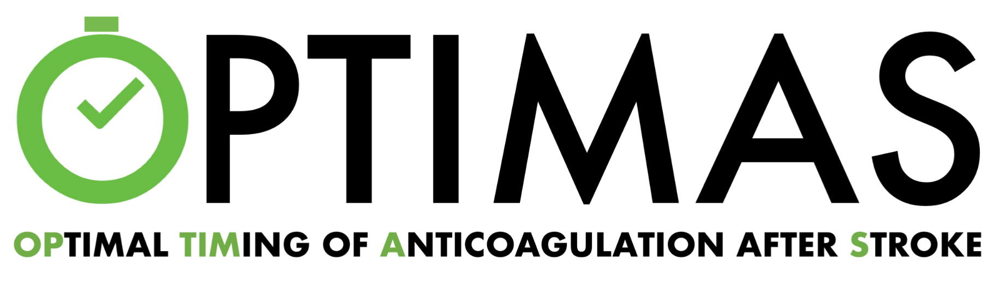 OPTIMAS
OPTIMAL TIMING OF ANTICOAGULATION AFTER STROKE